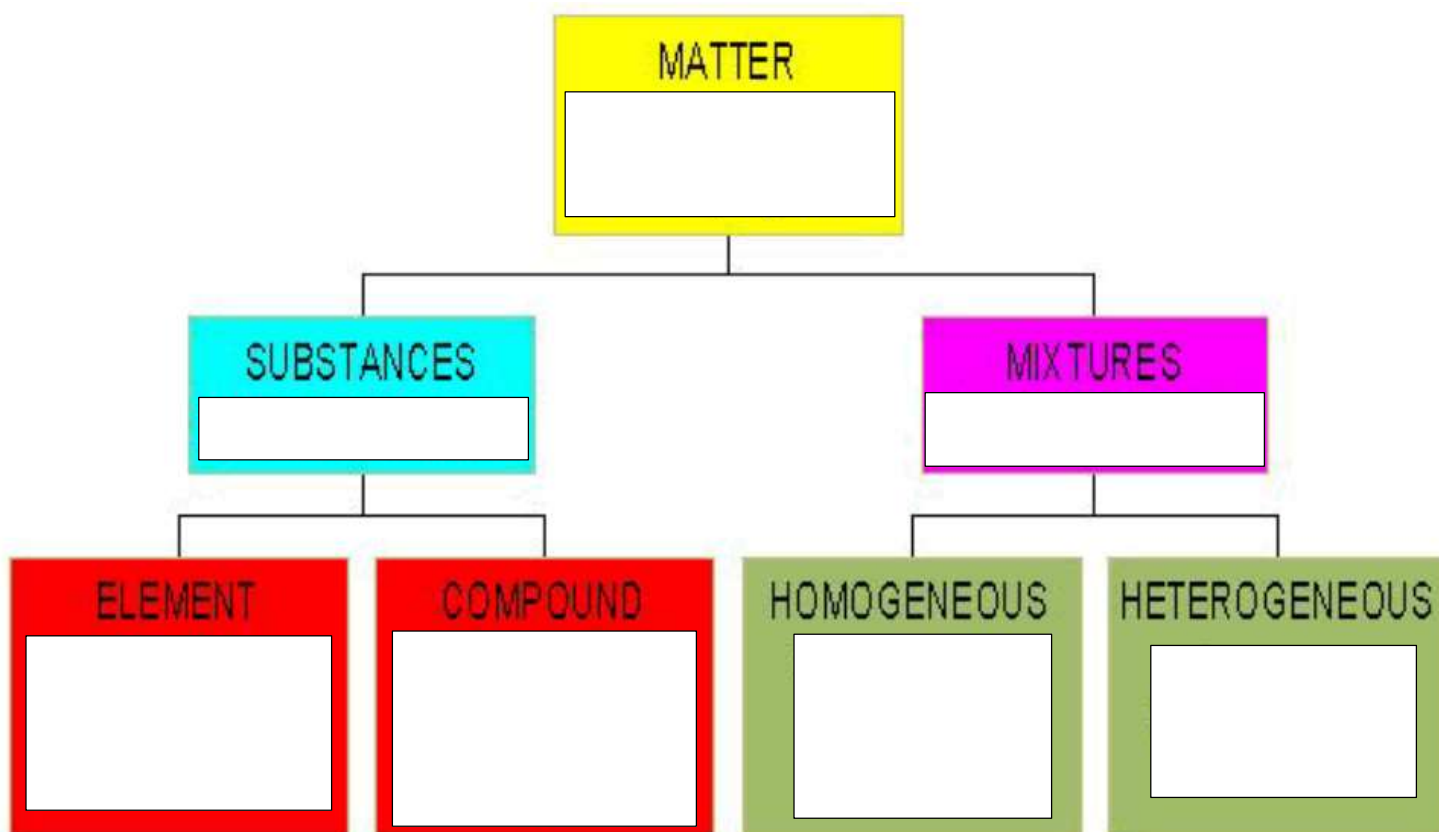 MATTER
SUBSTANCES
MIXTURES
ELEMENT
COMPOUND
HOMOGENEOUS
HETEROGENEOUS